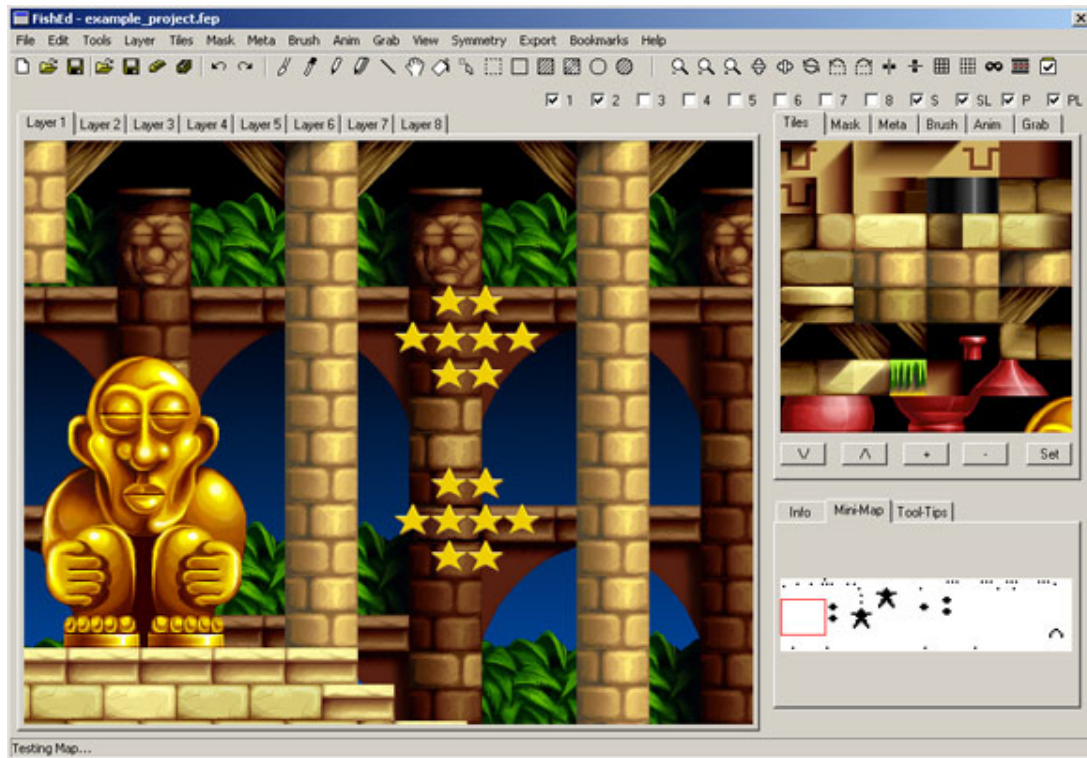 FishEd - example_project.fep
File Edit Tools Layer Tiles Mask Meta Brush Anim Grab View Symmetry Export Bookmarks Help
1 2 3 4 5 6 7 8 S SL P PL
Layer 1 Layer 2 Layer 3 Layer 4 Layer 5 Layer 6 Layer 7 Layer 8
Tiles Mask Meta Brush Anim Grab
\/ /\ + - Set
Info Mini-Map Tool-Tips
Testing Map...